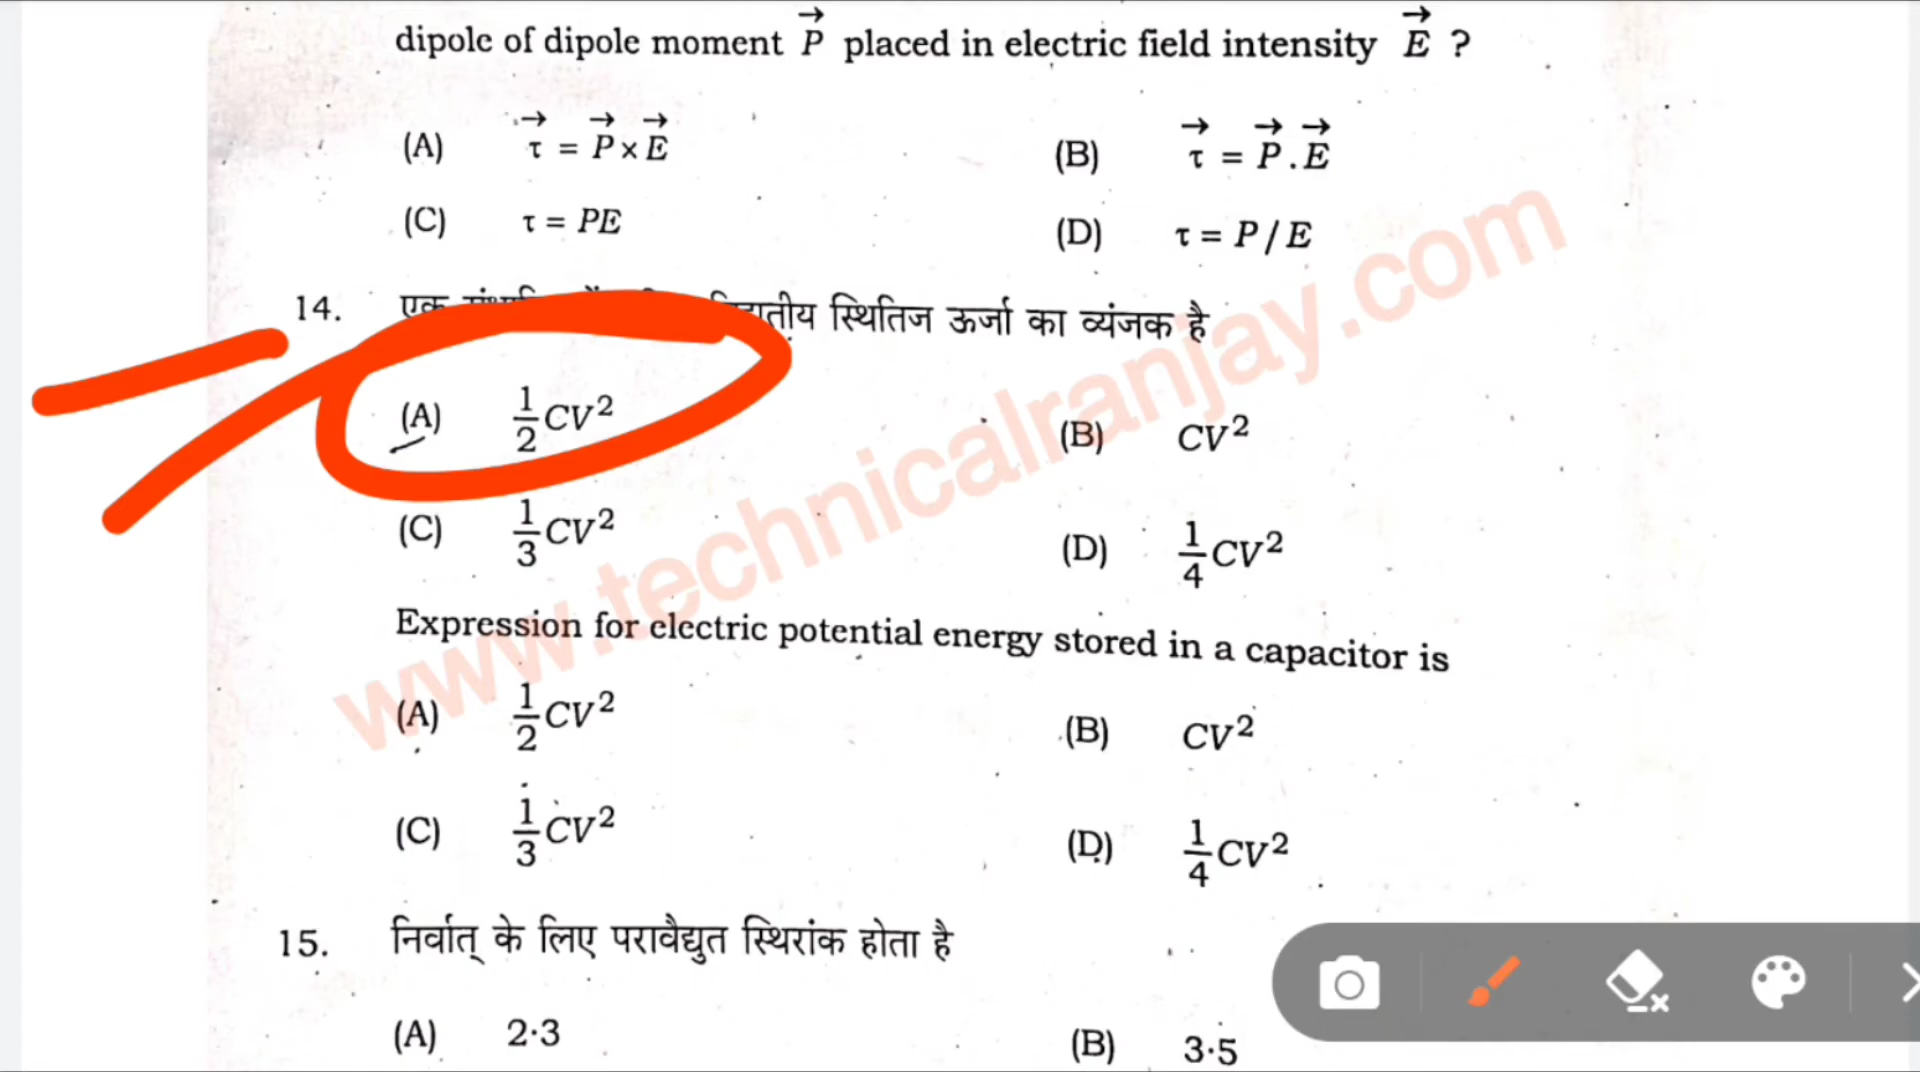 dipole of dipole moment P⃗ placed in electric field intensity E⃗ ?
(A) τ⃗ = P⃗ × E⃗ (B) τ⃗ = P⃗ . E⃗
(C) τ = PE (D) τ = P / E
14. एक स्थितिज ऊर्जा का व्यंजक है
(A) 1/2 CV² (B) CV²
(C) 1/3 CV² (D) 1/4 CV²
Expression for electric potential energy stored in a capacitor is
(A) 1/2 CV² (B) CV²
(C) 1/3 CV² (D) 1/4 CV²
15. निर्वात् के लिए परावैद्युत स्थिरांक होता है
(A) 2·3 (B) 3·5
www.technicalranjay.com